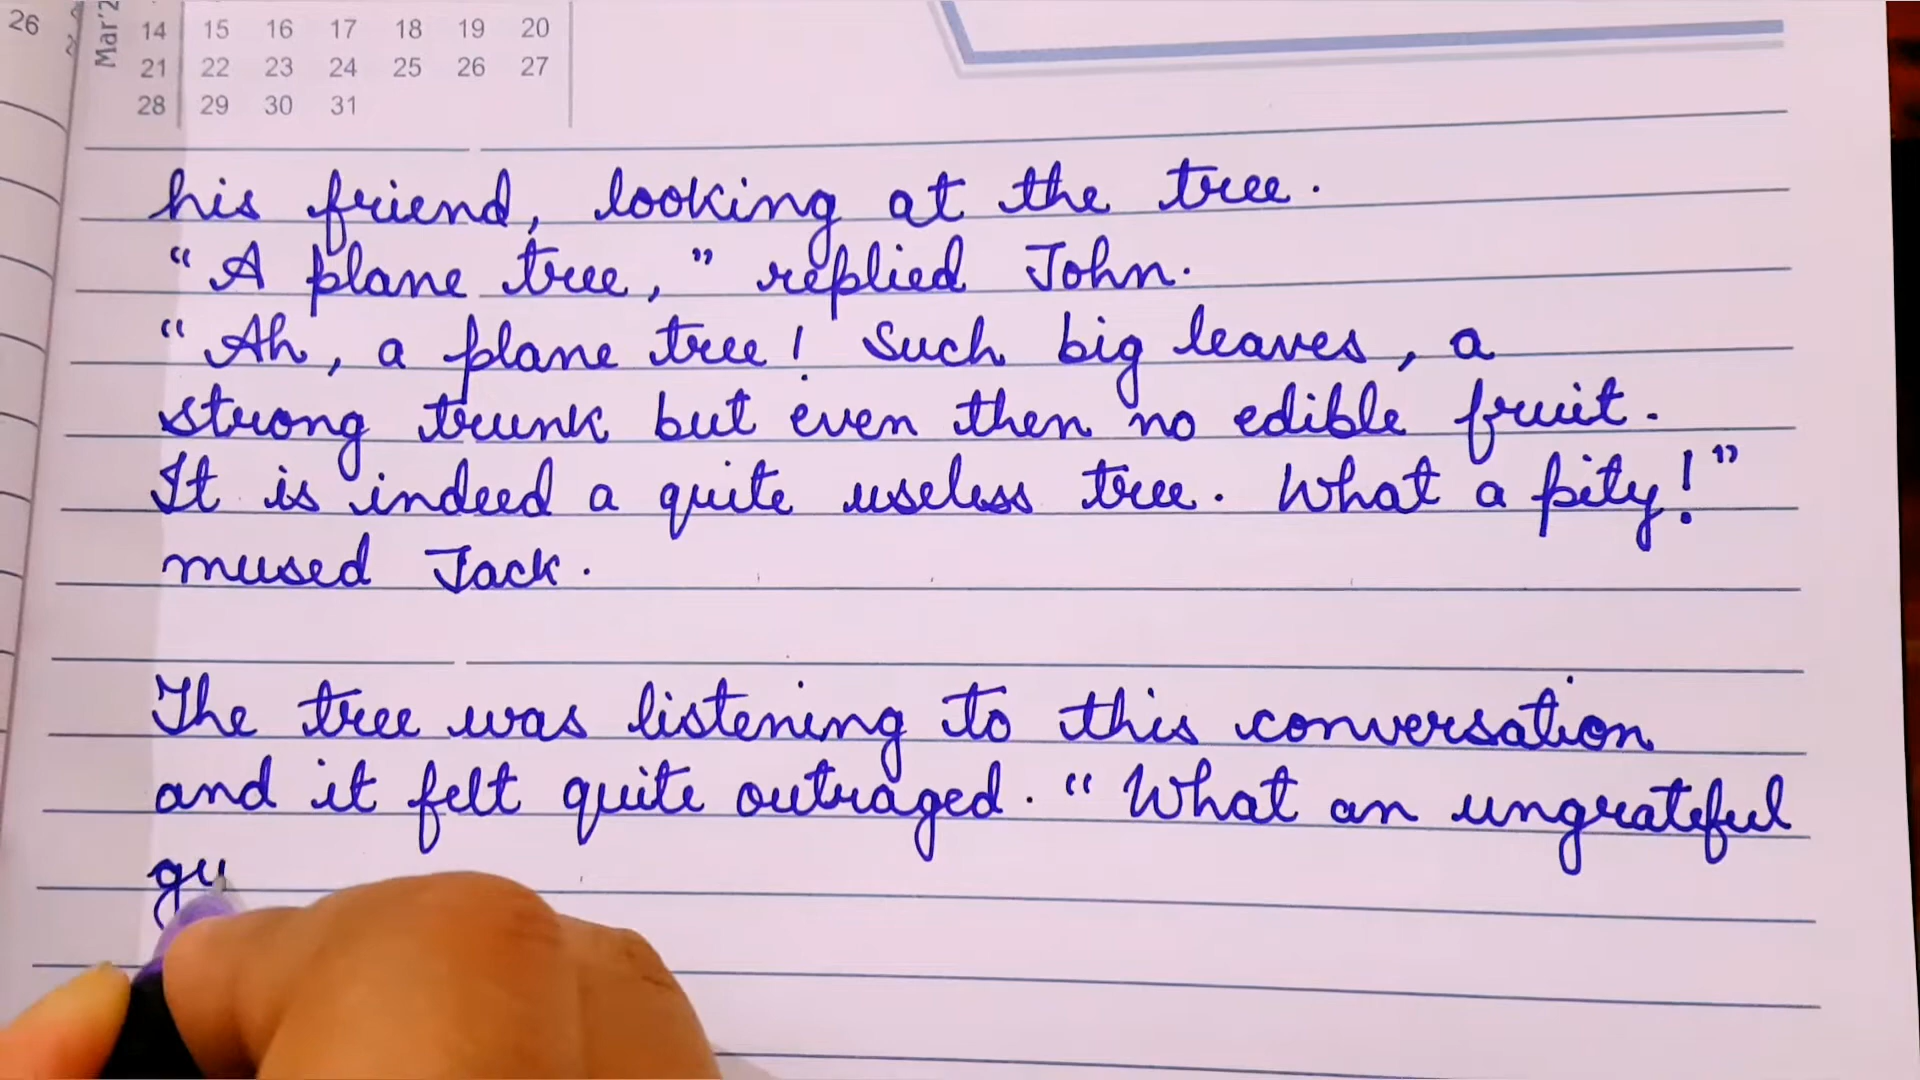 26
Mar'2
14 15 16 17 18 19 20
21 22 23 24 25 26 27
28 29 30 31
his friend, looking at the tree.
“A plane tree,” replied John.
“Ah, a plane tree! Such big leaves, a
strong trunk but even then no edible fruit.
It is indeed a quite useless tree. What a pity!”
mused Jack.
The tree was listening to this conversation
and it felt quite outraged. “What an ungrateful
gu